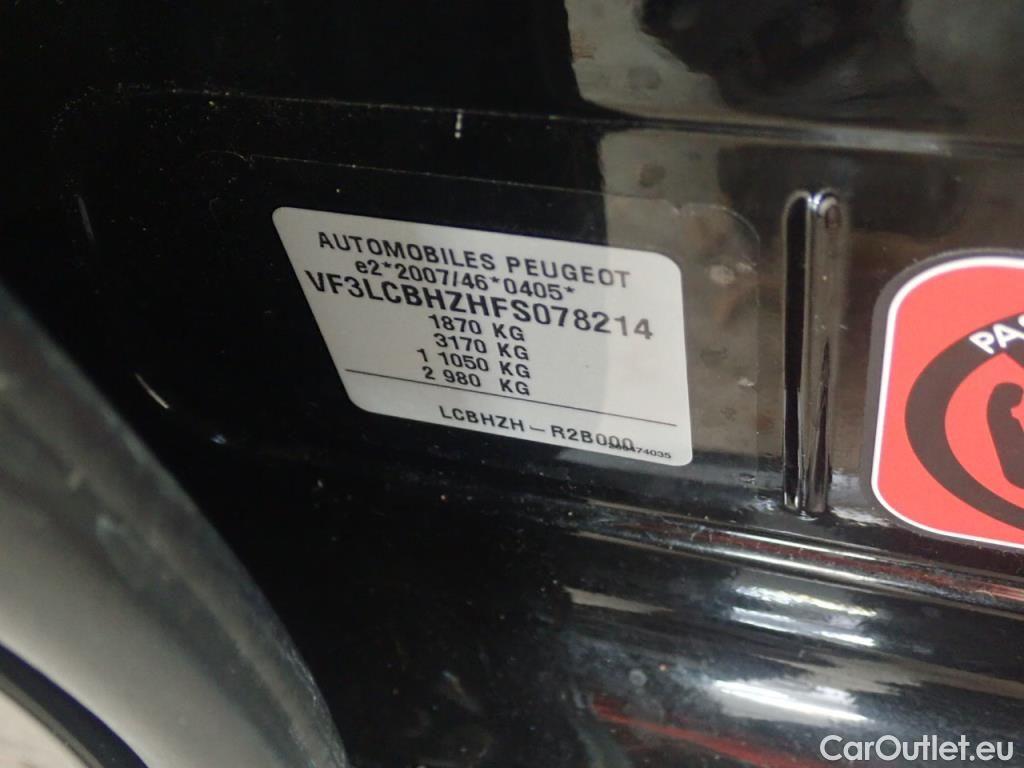 AUTOMOBILES PEUGEOT
e2*2007/46*0405*
VF3LCBHZHFS078214
1870 KG
3170 KG
1 1050 KG
2 980 KG
LCBHZH - R2B000
PAS
CarOutlet.eu